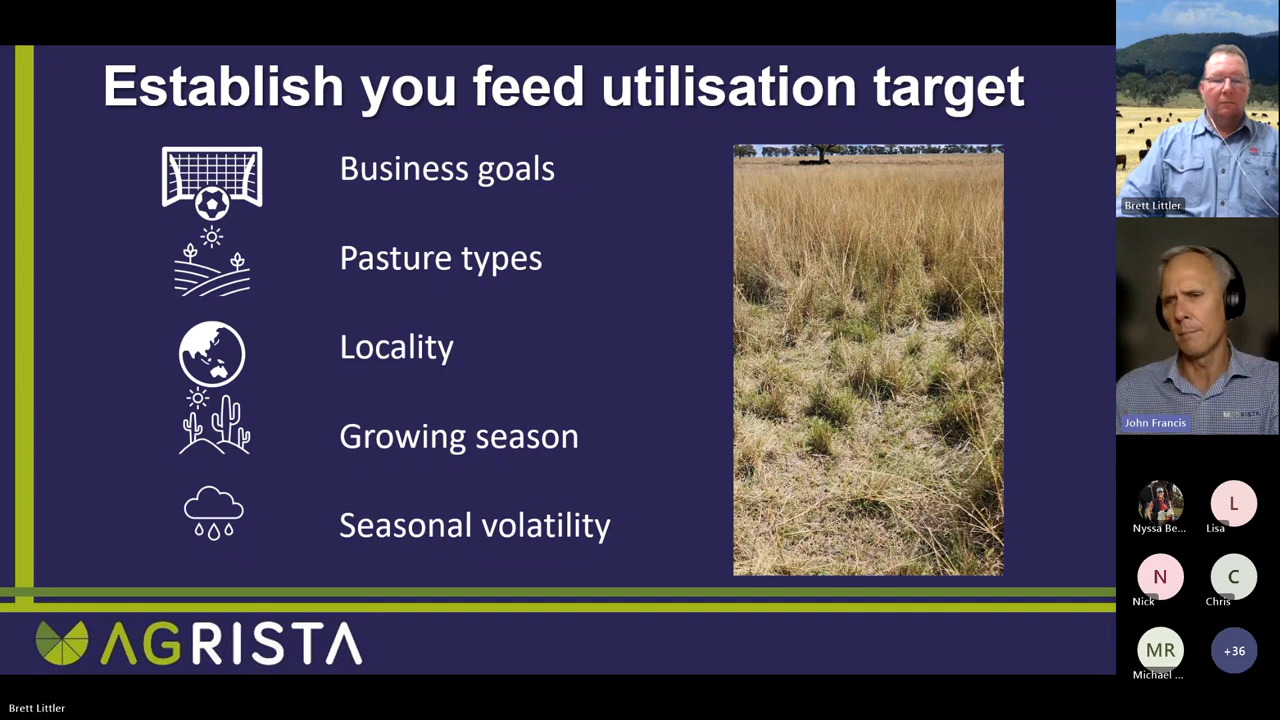 Establish you feed utilisation target
Business goals
Pasture types
Locality
Growing season
Seasonal volatility
AGRISTA
Brett Littler
John Francis
Nyssa Be...
L
Lisa
N
Nick
C
Chris
MR
Michael ...
+36
Brett Littler